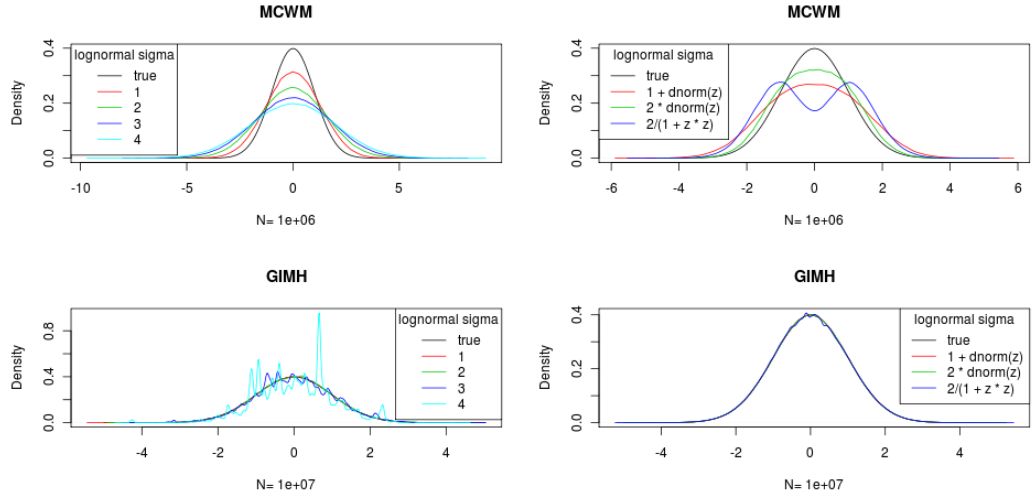 MCWM
Density
0.0
0.2
0.4
lognormal sigma
true
1
2
3
4
-10
-5
0
5
N= 1e+06
MCWM
Density
0.0
0.2
0.4
lognormal sigma
true
1 + dnorm(z)
2 * dnorm(z)
2/(1 + z * z)
-6
-4
-2
0
2
4
6
N= 1e+06
GIMH
Density
0.0
0.4
0.8
lognormal sigma
true
1
2
3
4
-4
-2
0
2
4
N= 1e+07
GIMH
Density
0.0
0.2
0.4
lognormal sigma
true
1 + dnorm(z)
2 * dnorm(z)
2/(1 + z * z)
-4
-2
0
2
4
N= 1e+07